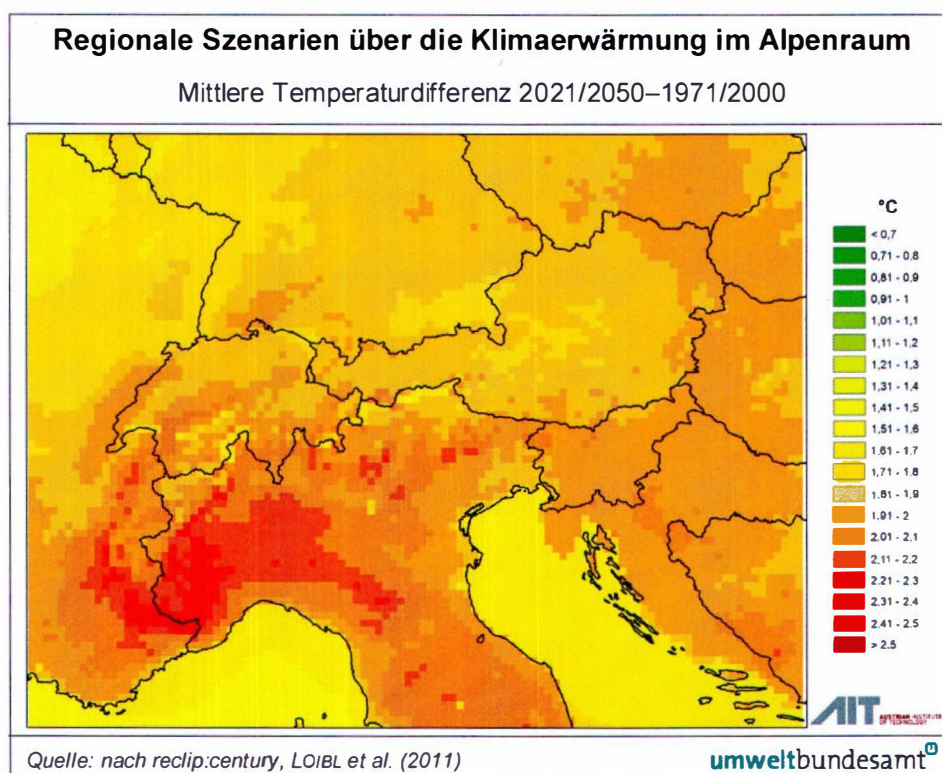 Regionale Szenarien über die Klimaerwärmung im Alpenraum
Mittlere Temperaturdifferenz 2021/2050–1971/2000
°C
< 0,7
0,71 - 0,8
0,81 - 0,9
0,91 - 1
1,01 - 1,1
1,11 - 1,2
1,21 - 1,3
1,31 - 1,4
1,41 - 1,5
1,51 - 1,6
1,61 - 1,7
1,71 - 1,8
1,81 - 1,9
1,91 - 2
2,01 - 2,1
2,11 - 2,2
2,21 - 2,3
2,31 - 2,4
2,41 - 2,5
> 2,5
AIT AUSTRIAN INSTITUTE
OF TECHNOLOGY
Quelle: nach reclip:century, LOIBL et al. (2011)
umweltbundesamt